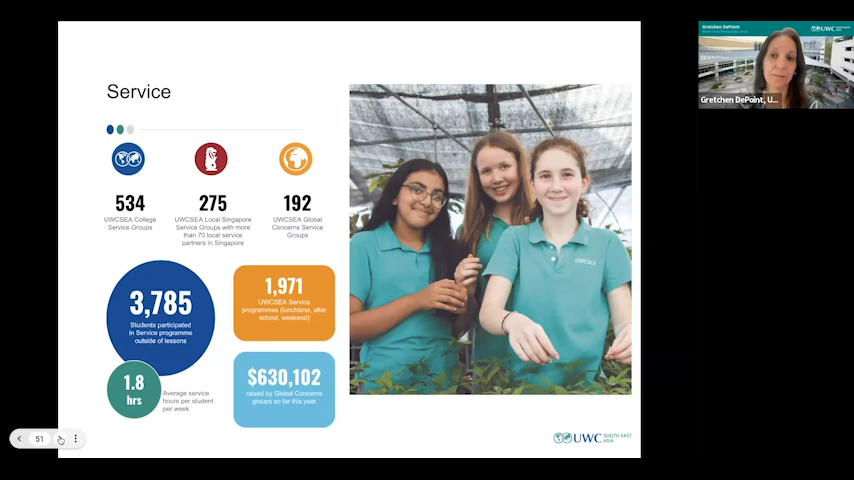 Service
534
UWCSEA College
Service Groups
275
UWCSEA Local Singapore
Service Groups with more
than 70 local service
partners in Singapore
192
UWCSEA Global
Concerns Service
Groups
3,785
Students participated
in Service programme
outside of lessons
1.8
hrs
Average service
hours per student
per week
1,971
UWCSEA Service
programmes (lunchtime, after
school, weekend)
$630,102
raised by Global Concerns
groups so far this year
UWCSEA
UWC SOUTH EAST
ASIA
51
Gretchen DePoint
UWC
Gretchen DePoint, U...